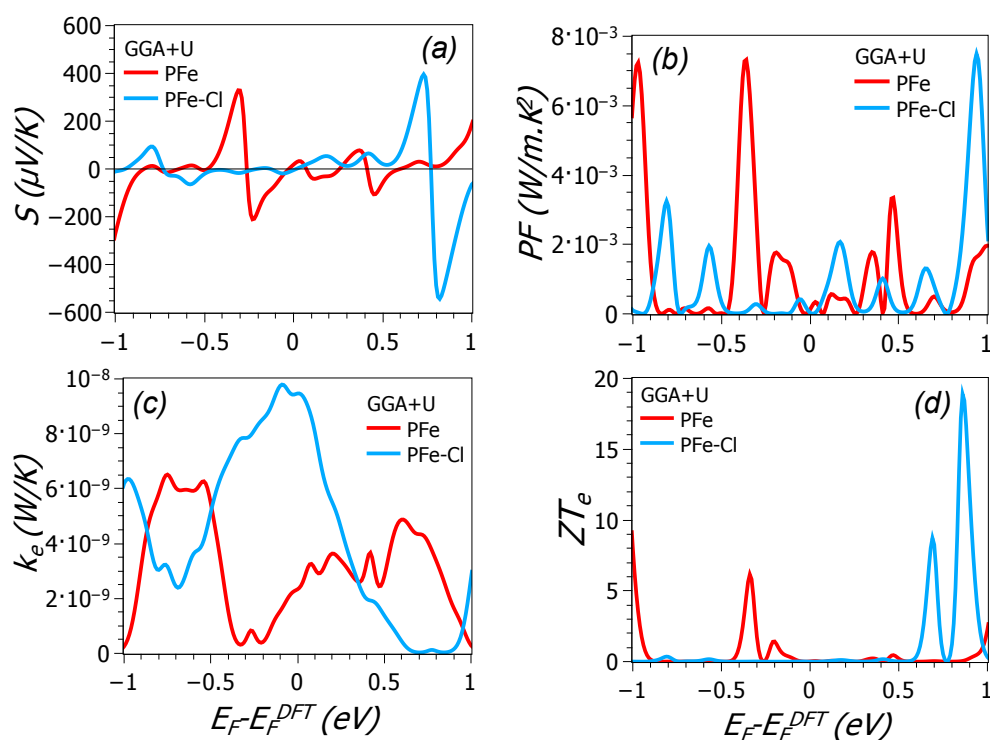 (a)
GGA+U
PFe
PFe-Cl
S (μV/K)
600
400
200
0
−200
−400
−600
−1
−0.5
0
0.5
1
(b)
GGA+U
PFe
PFe-Cl
PF (W/m.K²)
8·10⁻³
6·10⁻³
4·10⁻³
2·10⁻³
0
−1
−0.5
0
0.5
1
(c)
GGA+U
PFe
PFe-Cl
k_e (W/K)
10⁻⁸
8·10⁻⁹
6·10⁻⁹
4·10⁻⁹
2·10⁻⁹
0
−1
−0.5
0
0.5
1
E_F-E_F^DFT (eV)
(d)
GGA+U
PFe
PFe-Cl
ZT_e
20
15
10
5
0
−1
−0.5
0
0.5
1
E_F-E_F^DFT (eV)